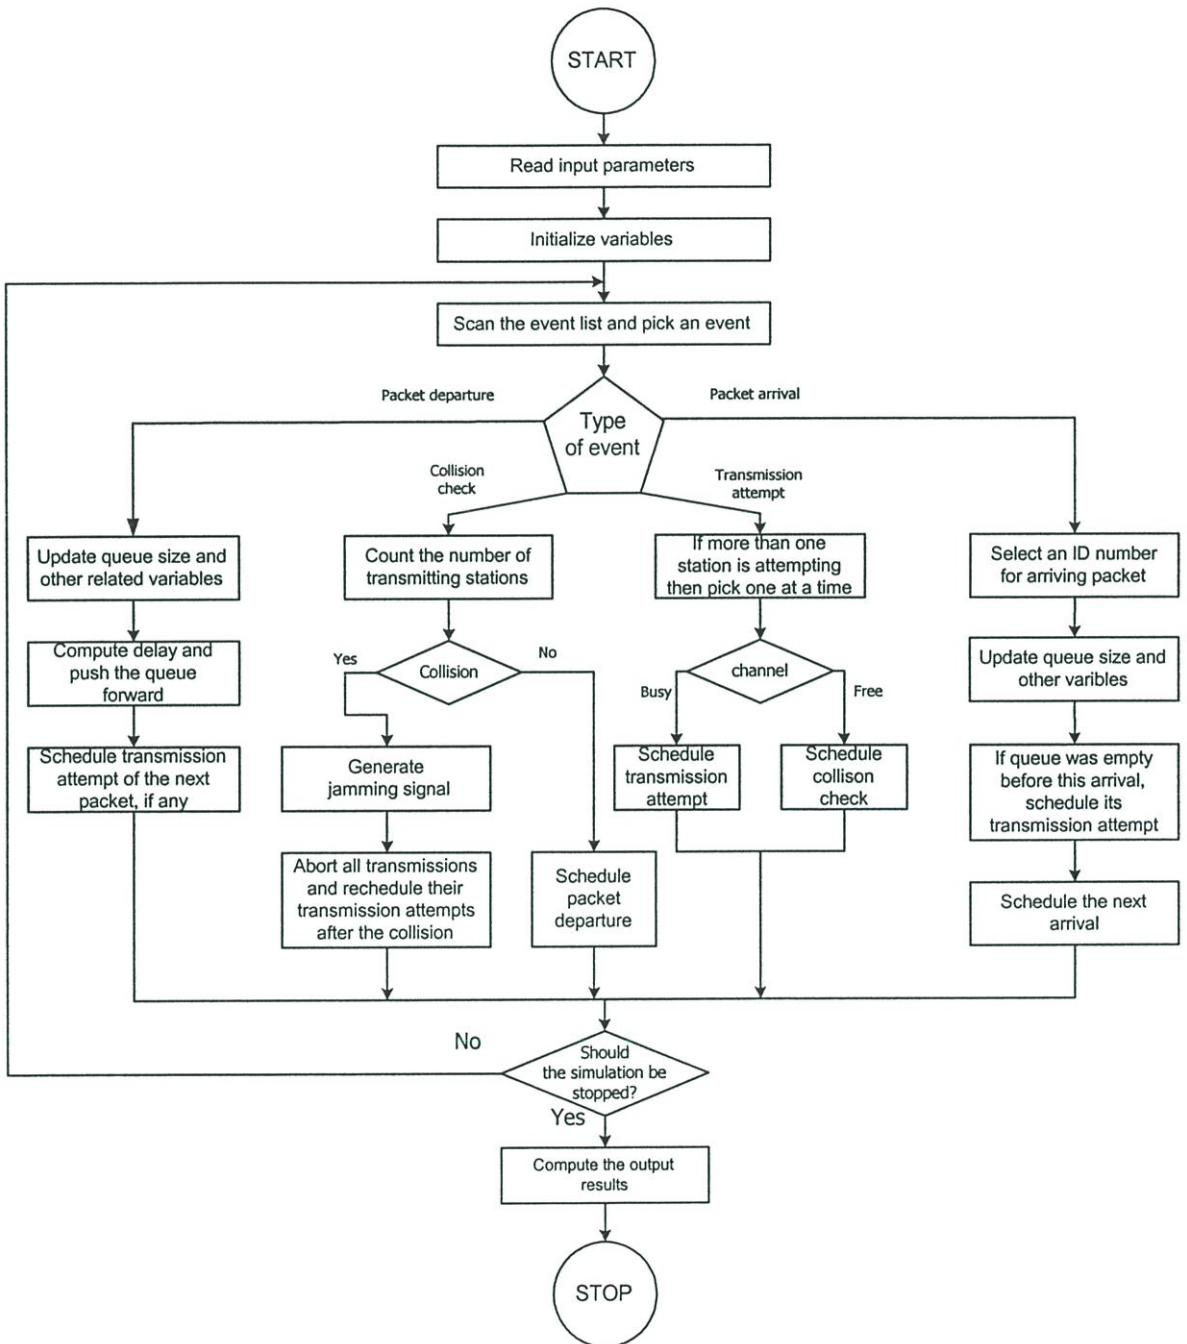 START
Read input parameters
Initialize variables
Scan the event list and pick an event
Packet departure
Packet arrival
Type
of event
Collision
check
Transmission
attempt
Update queue size and
other related variables
Count the number of
transmitting stations
If more than one
station is attempting
then pick one at a time
Select an ID number
for arriving packet
Compute delay and
push the queue
forward
Yes
Collision
No
channel
Busy
Free
Update queue size and
other varibles
Schedule transmission
attempt of the next
packet, if any
Generate
jamming signal
Schedule
transmission
attempt
Schedule
collison
check
If queue was empty
before this arrival,
schedule its
transmission attempt
Abort all transmissions
and rechedule their
transmission attempts
after the collision
Schedule
packet
departure
Schedule the next
arrival
No
Should
the simulation be
stopped?
Yes
Compute the output
results
STOP